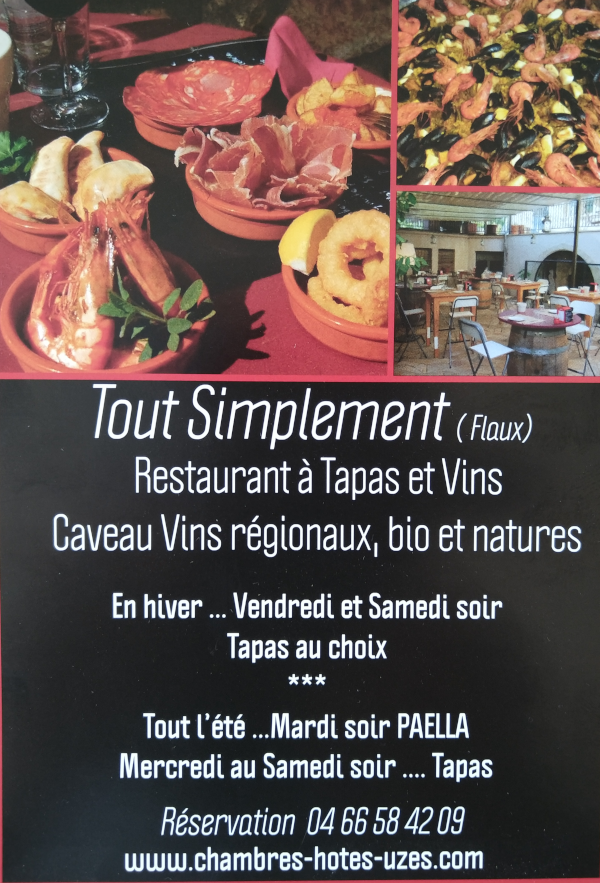 Tout Simplement ( Flaux)
Restaurant à Tapas et Vins
Caveau Vins régionaux, bio et natures
En hiver ... Vendredi et Samedi soir
Tapas au choix
***
Tout l'été ...Mardi soir PAELLA
Mercredi au Samedi soir .... Tapas
Réservation 04 66 58 42 09
www.chambres-hotes-uzes.com